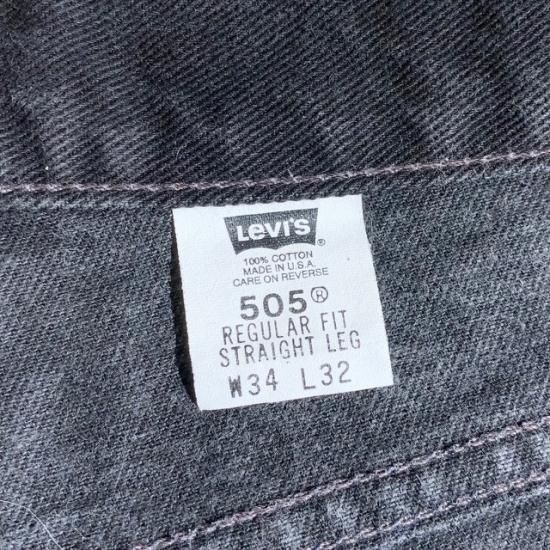 Levi's®
100% COTTON
MADE IN U.S.A.
CARE ON REVERSE
505®
REGULAR FIT
STRAIGHT LEG
W34 L32